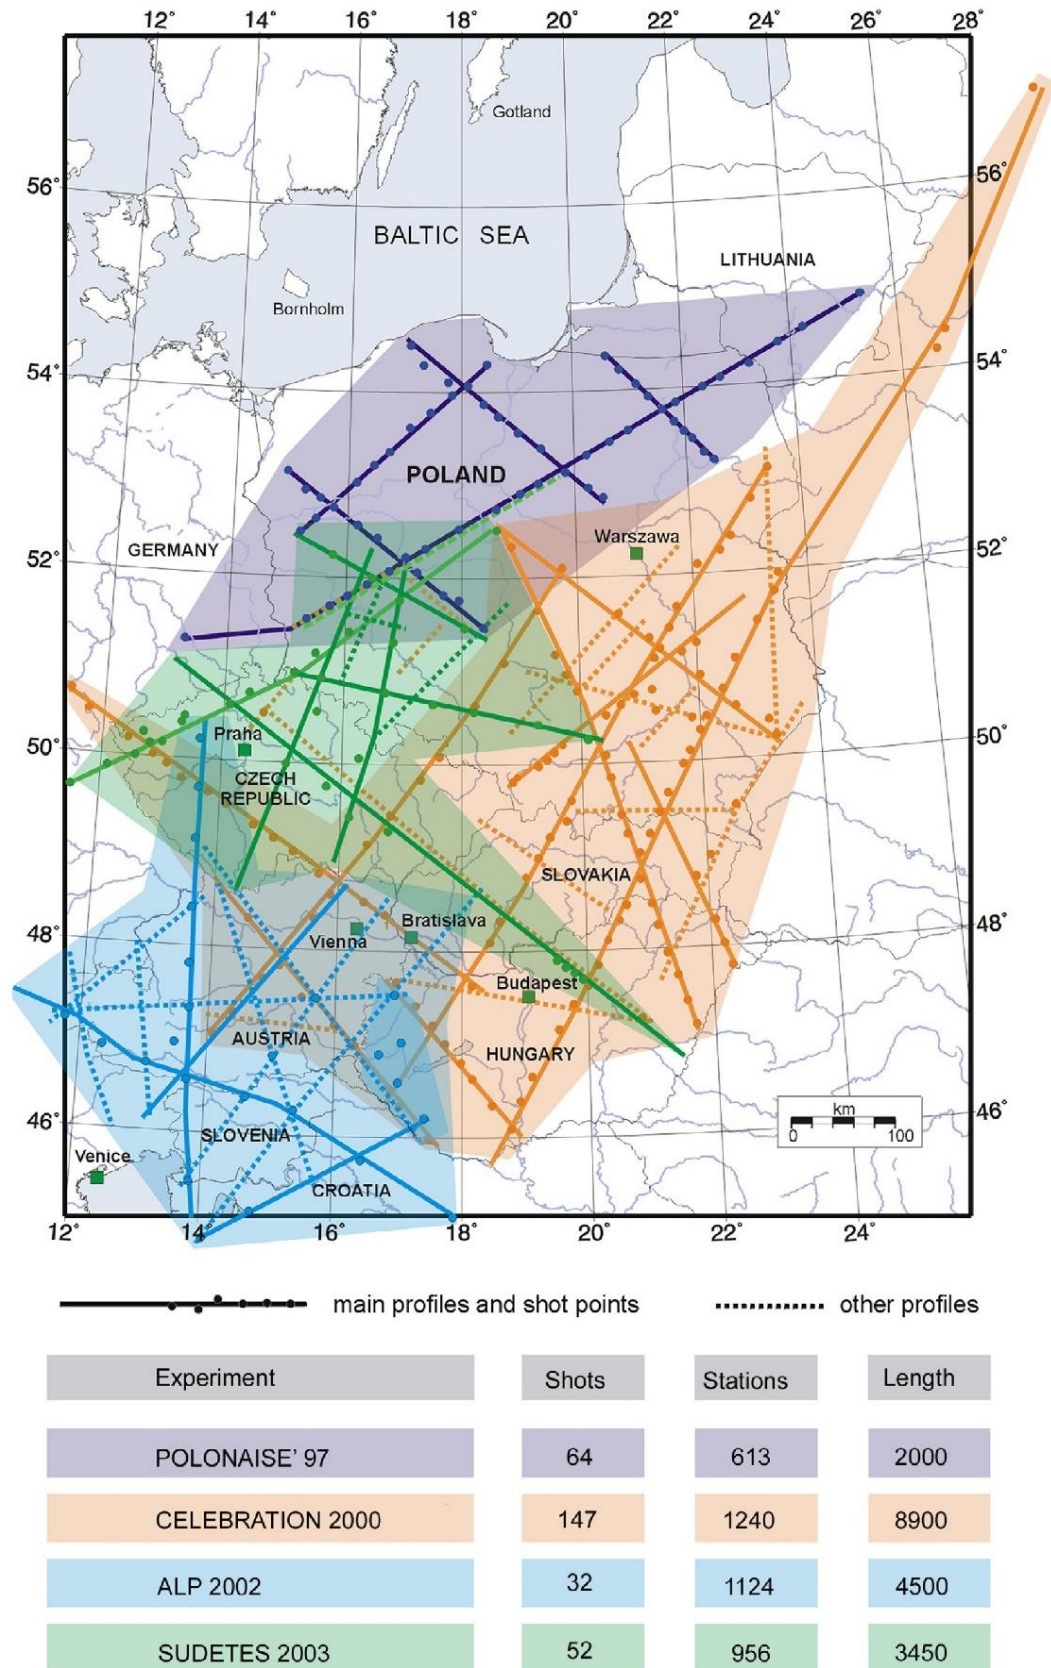 12° 14° 16° 18° 20° 22° 24° 26° 28°
Gotland
56° 56°
BALTIC SEA
LITHUANIA
Bornholm
54° 54°
POLAND
Warszawa
GERMANY
52° 52°
Praha
50° 50°
CZECH
REPUBLIC
SLOVAKIA
Bratislava
48° 48°
Vienna
Budapest
AUSTRIA
HUNGARY
46° 46°
km
0 100
SLOVENIA
Venice
CROATIA
12° 14° 16° 18° 20° 22° 24°
main profiles and shot points other profiles
Experiment Shots Stations Length
POLONAISE' 97 64 613 2000
CELEBRATION 2000 147 1240 8900
ALP 2002 32 1124 4500
SUDETES 2003 52 956 3450